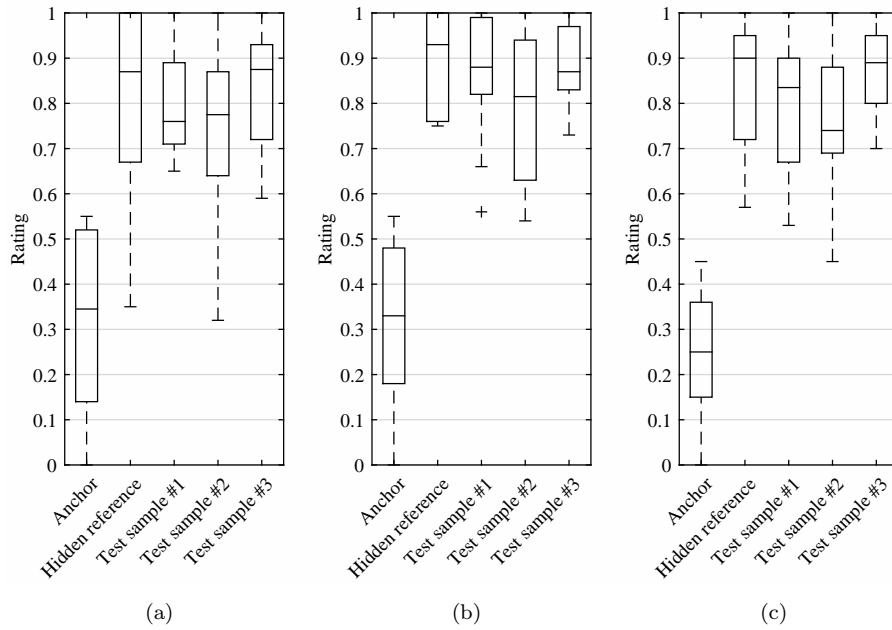 1
0.9
0.8
0.7
0.6
0.5
0.4
0.3
0.2
0.1
0
Rating
Anchor
Hidden reference
Test sample #1
Test sample #2
Test sample #3
(a)
1
0.9
0.8
0.7
0.6
0.5
0.4
0.3
0.2
0.1
0
Rating
Anchor
Hidden reference
Test sample #1
Test sample #2
Test sample #3
(b)
1
0.9
0.8
0.7
0.6
0.5
0.4
0.3
0.2
0.1
0
Rating
Anchor
Hidden reference
Test sample #1
Test sample #2
Test sample #3
(c)